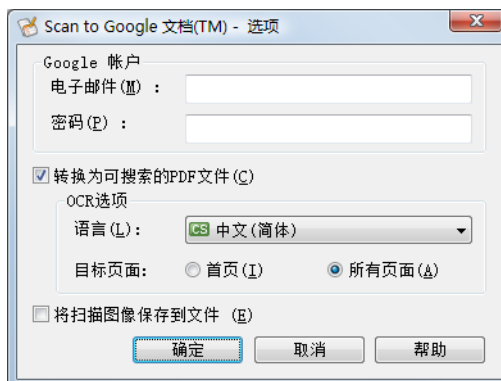 Scan to Google 文档(TM) - 选项
Google 帐户
电子邮件(M) :
密码(P) :
转换为可搜索的PDF文件(C)
OCR选项
语言(L): CS 中文(简体)
目标页面: 首页(I) 所有页面(A)
将扫描图像保存到文件 (E)
确定 取消 帮助